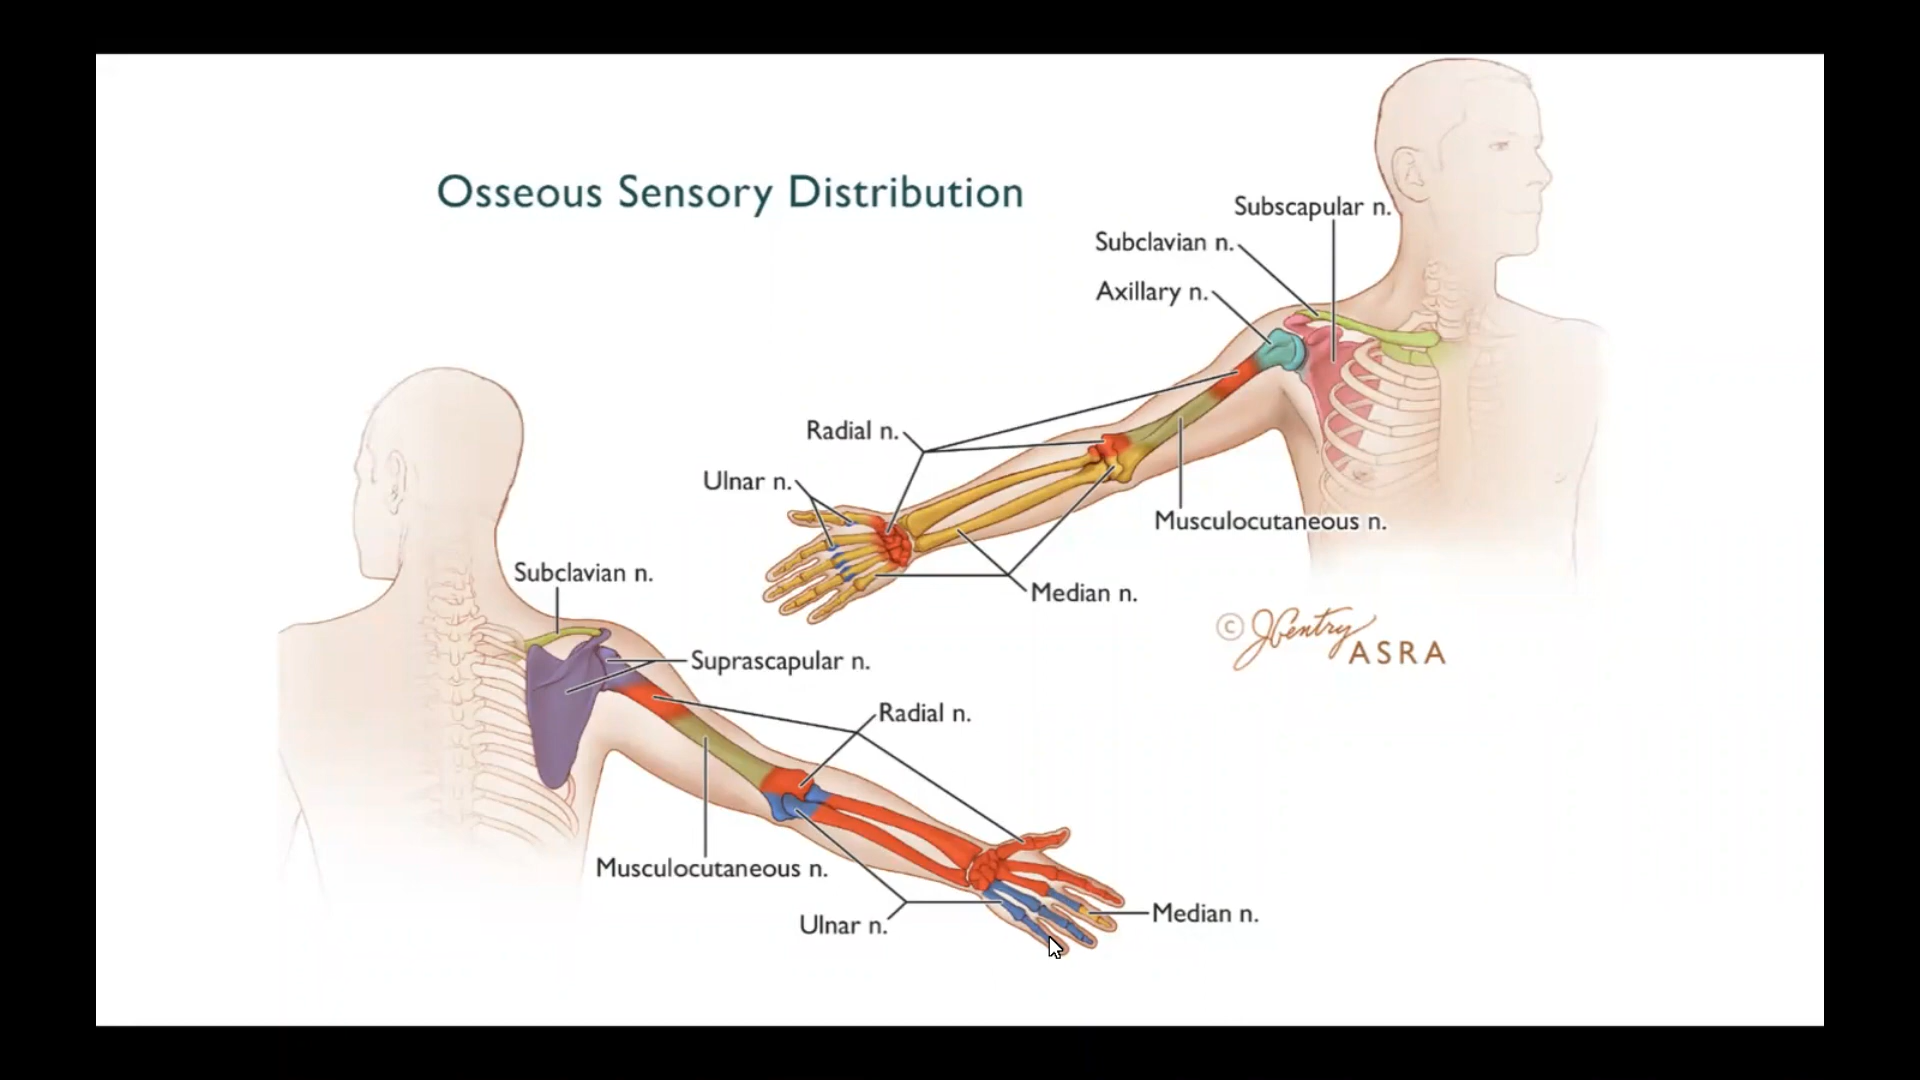 Osseous Sensory Distribution
Subscapular n.
Subclavian n.
Axillary n.
Radial n.
Ulnar n.
Musculocutaneous n.
Median n.
© JGentry
ASRA
Subclavian n.
Suprascapular n.
Radial n.
Musculocutaneous n.
Ulnar n.
Median n.